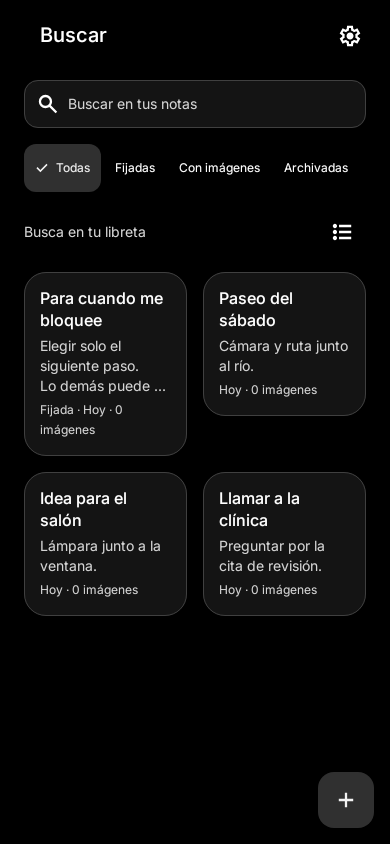 Buscar
Buscar en tus notas
Todas
Fijadas
Con imágenes
Archivadas
Busca en tu libreta
Para cuando me
bloquee
Elegir solo el
siguiente paso.
Lo demás puede ...
Fijada · Hoy · 0
imágenes
Paseo del
sábado
Cámara y ruta junto
al río.
Hoy · 0 imágenes
Idea para el
salón
Lámpara junto a la
ventana.
Hoy · 0 imágenes
Llamar a la
clínica
Preguntar por la
cita de revisión.
Hoy · 0 imágenes